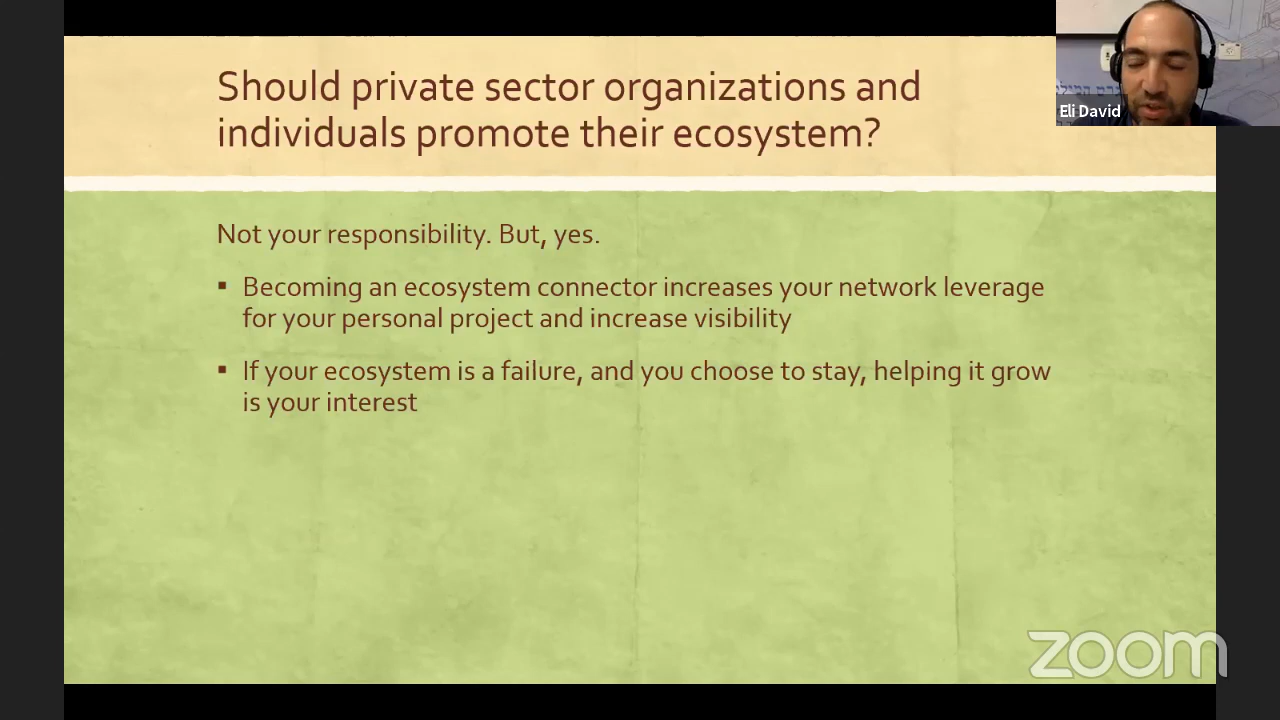 Should private sector organizations and
individuals promote their ecosystem?
Eli David
Not your responsibility. But, yes.
▪ Becoming an ecosystem connector increases your network leverage
for your personal project and increase visibility
▪ If your ecosystem is a failure, and you choose to stay, helping it grow
is your interest
zoom